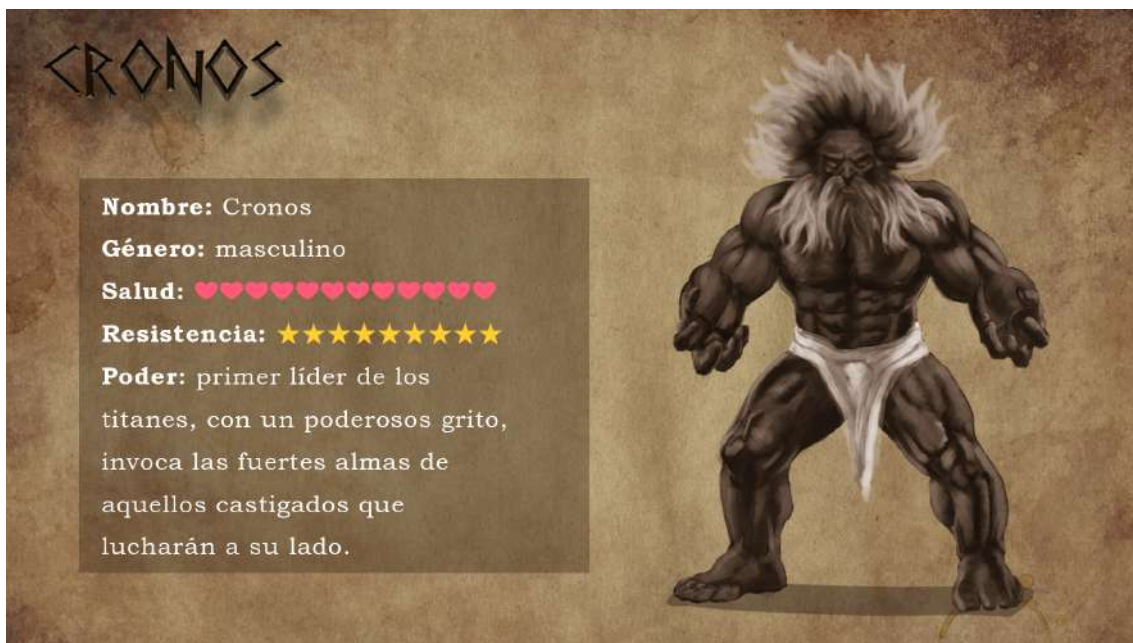 CRONOS
Nombre: Cronos
Género: masculino
Salud:
Resistencia:
Poder: primer líder de los
titanes, con un poderosos grito,
invoca las fuertes almas de
aquellos castigados que
lucharán a su lado.